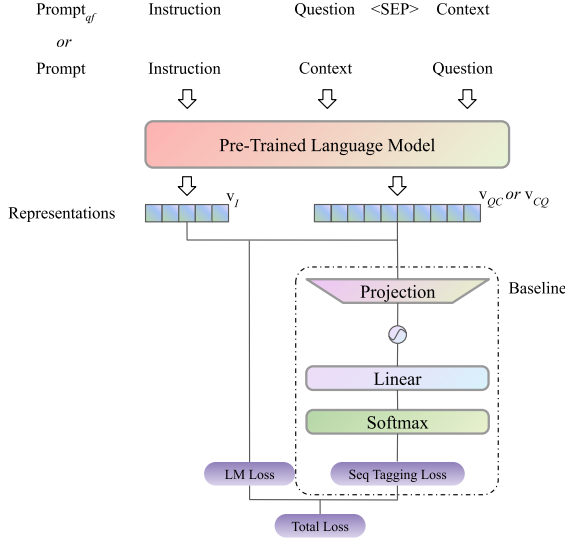 Prompt_qf Instruction Question <SEP> Context
or
Prompt Instruction Context Question
Pre-Trained Language Model
Representations v_I v_QC or v_CQ
Projection Baseline
Linear
Softmax
LM Loss Seq Tagging Loss
Total Loss